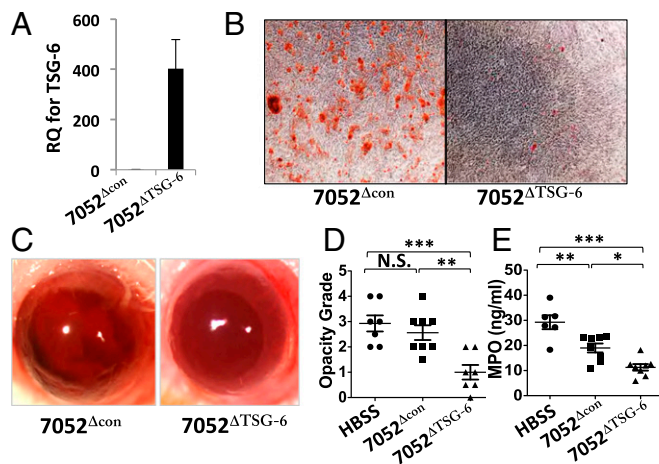 A
RQ for TSG-6
600
400
200
0
7052Δcon
7052ΔTSG-6
B
7052Δcon
7052ΔTSG-6
C
7052Δcon
7052ΔTSG-6
D
***
N.S.
**
Opacity Grade
5
4
3
2
1
0
HBSS
7052Δcon
7052ΔTSG-6
E
***
**
*
MPO (ng/ml)
50
40
30
20
10
0
HBSS
7052Δcon
7052ΔTSG-6